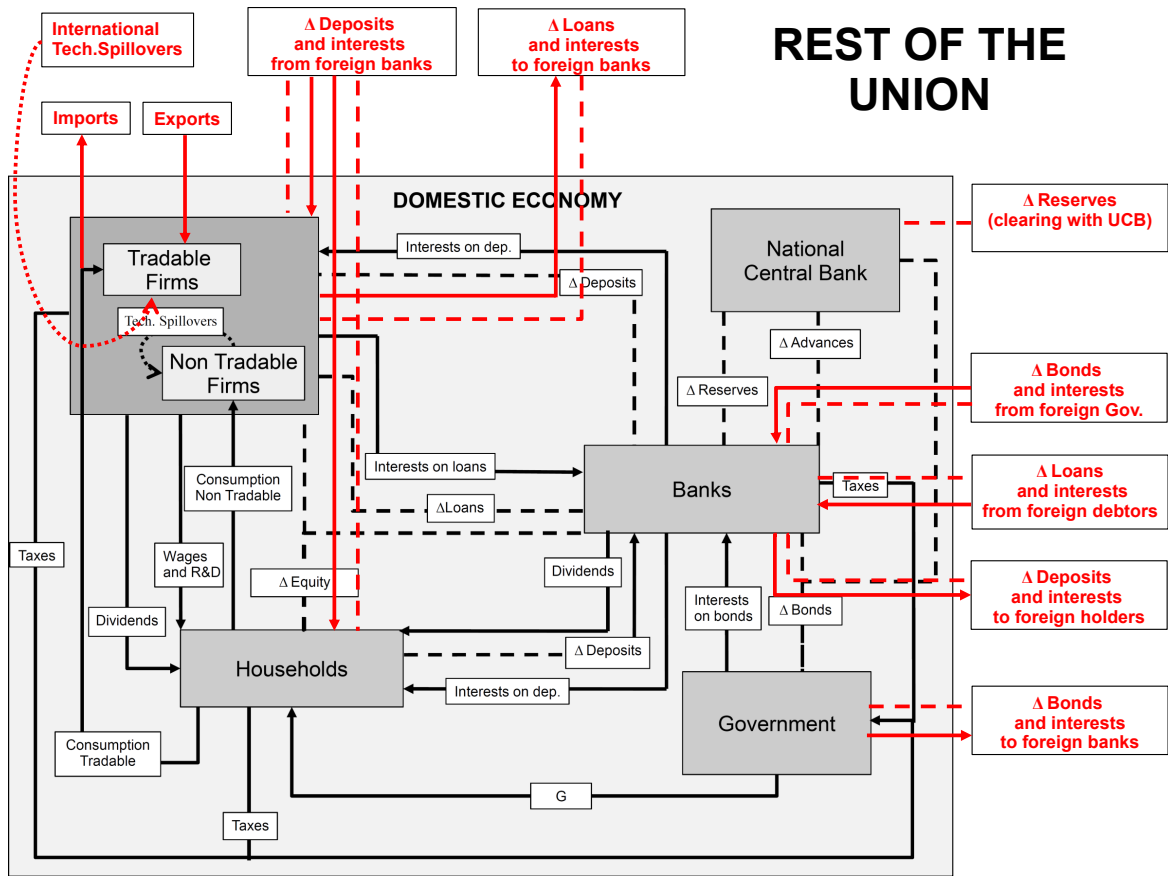 International
Tech.Spillovers
Δ Deposits
and interests
from foreign banks
Δ Loans
and interests
to foreign banks
REST OF THE
UNION
Imports
Exports
DOMESTIC ECONOMY
Δ Reserves
(clearing with UCB)
Tradable
Firms
Interests on dep.
National
Central Bank
Δ Deposits
Tech. Spillovers
Non Tradable
Firms
Δ Advances
Δ Reserves
Δ Bonds
and interests
from foreign Gov.
Consumption
Non Tradable
Interests on loans
Banks
Taxes
Δ Loans
and interests
from foreign debtors
ΔLoans
Taxes
Wages
and R&D
Δ Equity
Dividends
Interests
on bonds
Δ Bonds
Δ Deposits
and interests
to foreign holders
Dividends
Households
Δ Deposits
Interests on dep.
Government
Δ Bonds
and interests
to foreign banks
Consumption
Tradable
G
Taxes